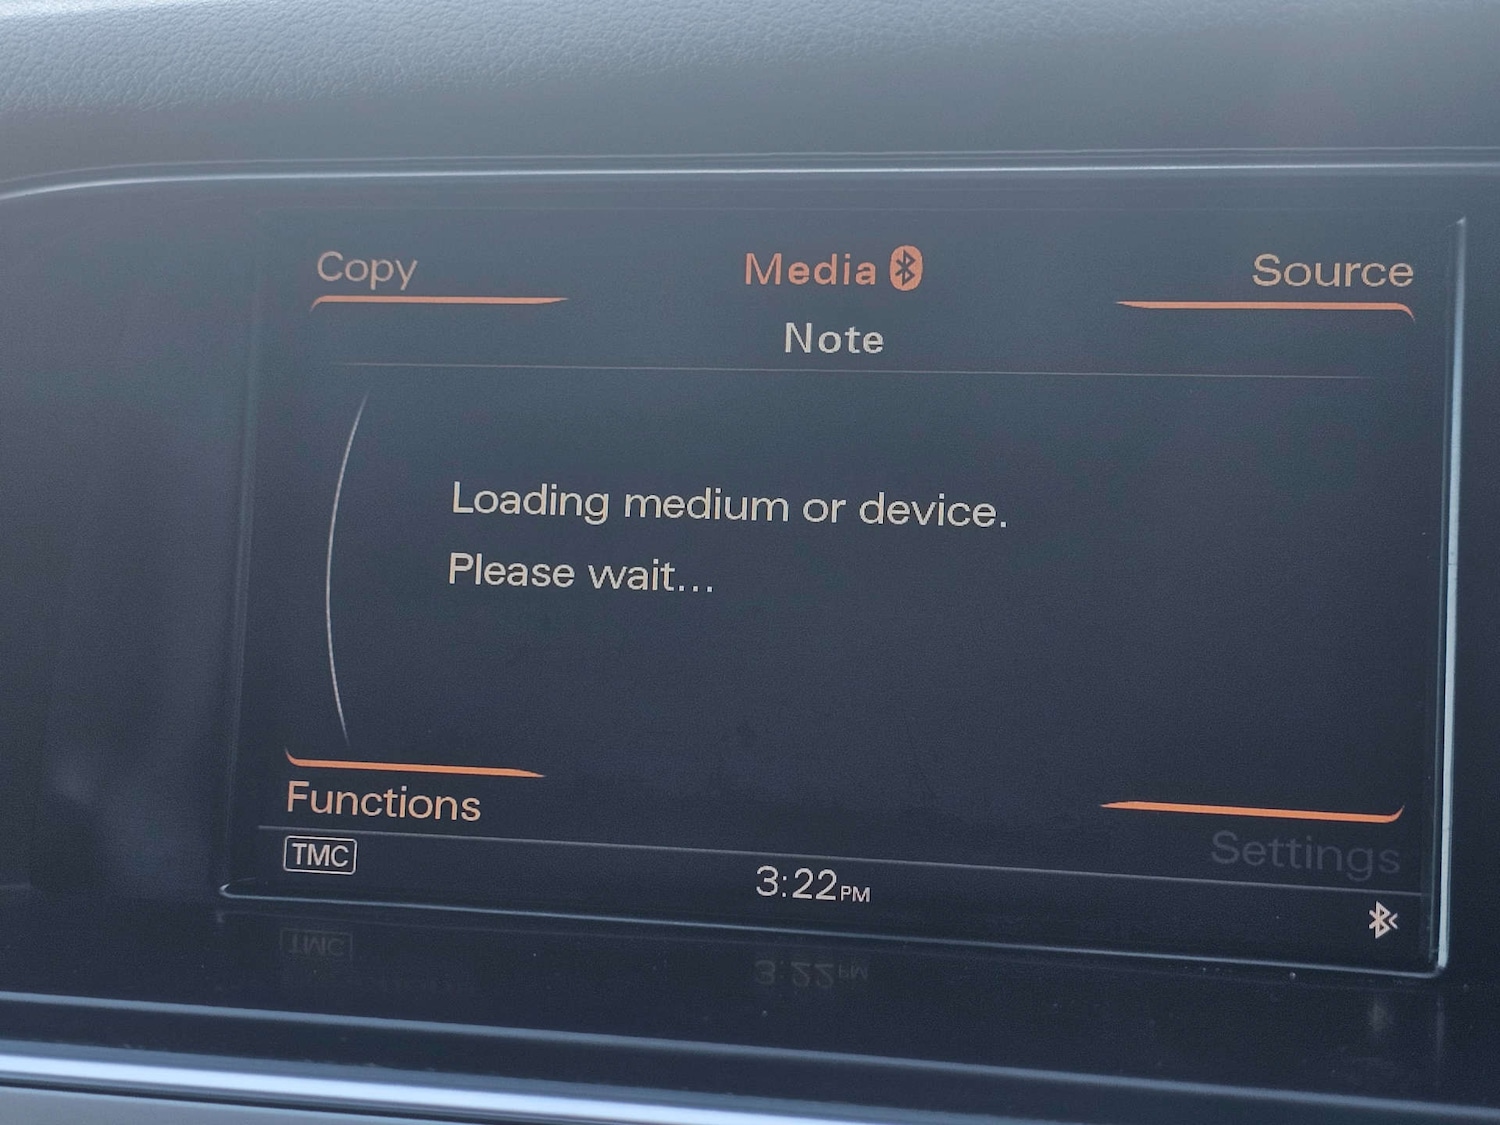 Copy
Media
Source
Note
Loading medium or device.
Please wait...
Functions
Settings
TMC
3:22PM